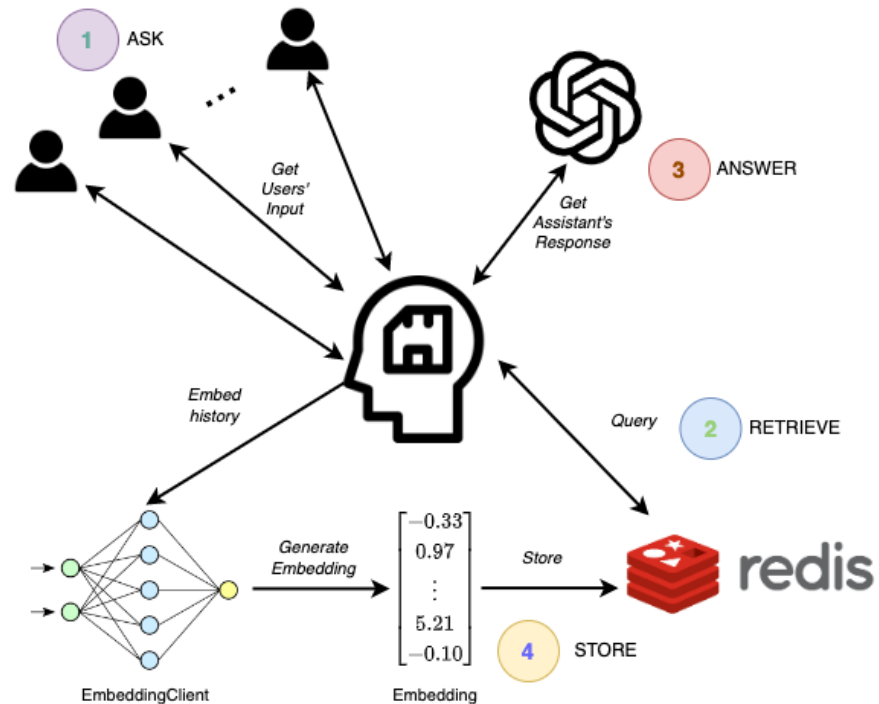 1 ASK
Get
Users'
Input
3 ANSWER
Get
Assistant's
Response
Embed
history
Query
2 RETRIEVE
Generate
Embedding
−0.33
0.97
⋮
5.21
−0.10
Store
redis
4 STORE
EmbeddingClient
Embedding